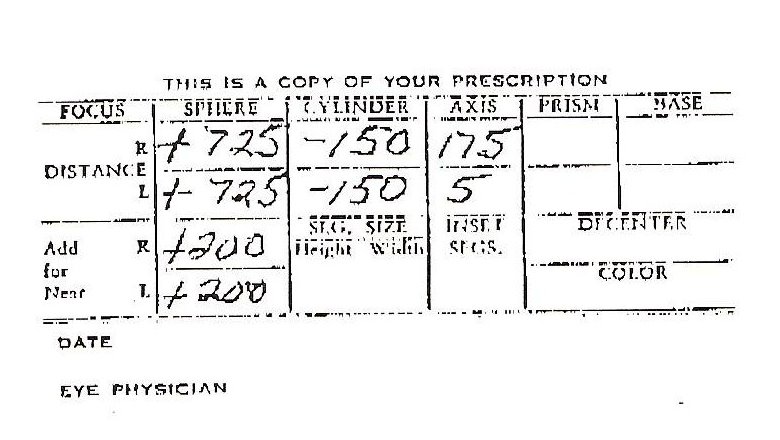 THIS IS A COPY OF YOUR PRESCRIPTION
FOCUS SPHERE CYLINDER AXIS PRISM BASE
R +725 -150 175
DISTANCE
L +725 -150 5
SEG. SIZE INSET DECENTER
Add R +200 Height Width SEGS.
for COLOR
Near L +200
DATE
EYE PHYSICIAN